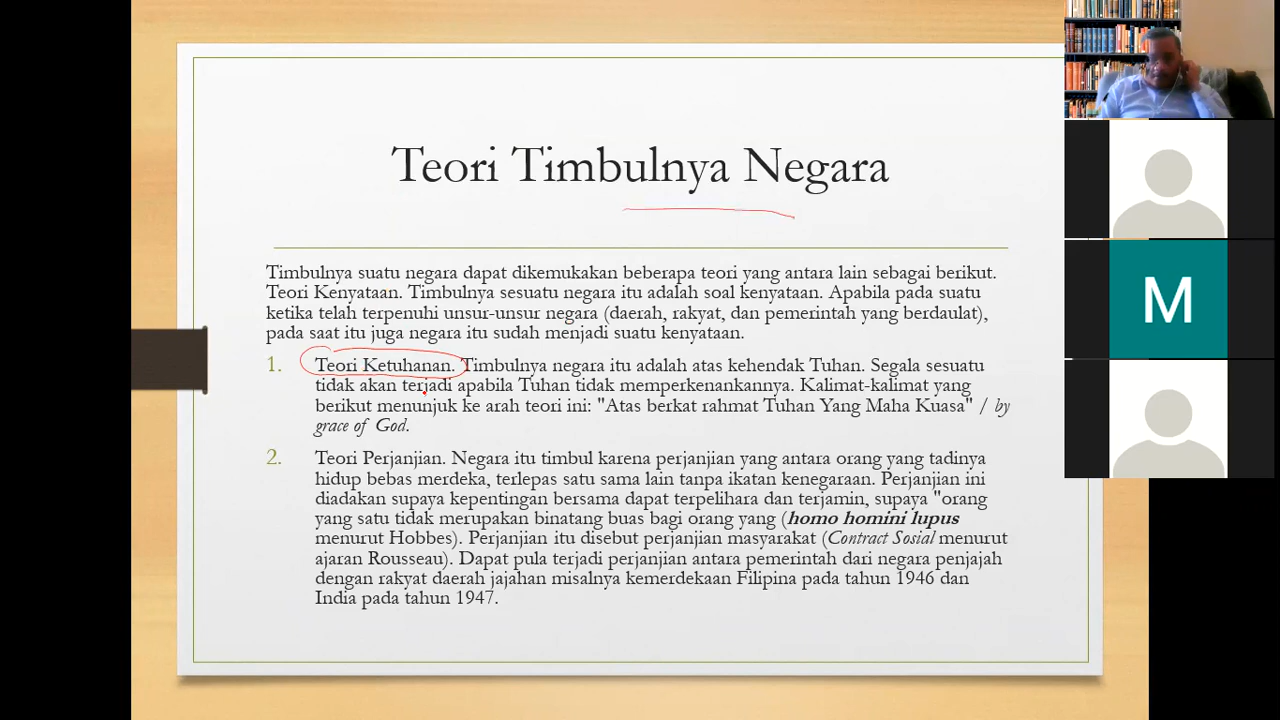 Teori Timbulnya Negara
Timbulnya suatu negara dapat dikemukakan beberapa teori yang antara lain sebagai berikut.
Teori Kenyataan. Timbulnya sesuatu negara itu adalah soal kenyataan. Apabila pada suatu
ketika telah terpenuhi unsur-unsur negara (daerah, rakyat, dan pemerintah yang berdaulat),
pada saat itu juga negara itu sudah menjadi suatu kenyataan.
1. Teori Ketuhanan. Timbulnya negara itu adalah atas kehendak Tuhan. Segala sesuatu
tidak akan terjadi apabila Tuhan tidak memperkenankannya. Kalimat-kalimat yang
berikut menunjuk ke arah teori ini: "Atas berkat rahmat Tuhan Yang Maha Kuasa" / by
grace of God.
2. Teori Perjanjian. Negara itu timbul karena perjanjian yang antara orang yang tadinya
hidup bebas merdeka, terlepas satu sama lain tanpa ikatan kenegaraan. Perjanjian ini
diadakan supaya kepentingan bersama dapat terpelihara dan terjamin, supaya "orang
yang satu tidak merupakan binatang buas bagi orang yang (homo homini lupus
menurut Hobbes). Perjanjian itu disebut perjanjian masyarakat (Contract Sosial menurut
ajaran Rousseau). Dapat pula terjadi perjanjian antara pemerintah dari negara penjajah
dengan rakyat daerah jajahan misalnya kemerdekaan Filipina pada tahun 1946 dan
India pada tahun 1947.
M